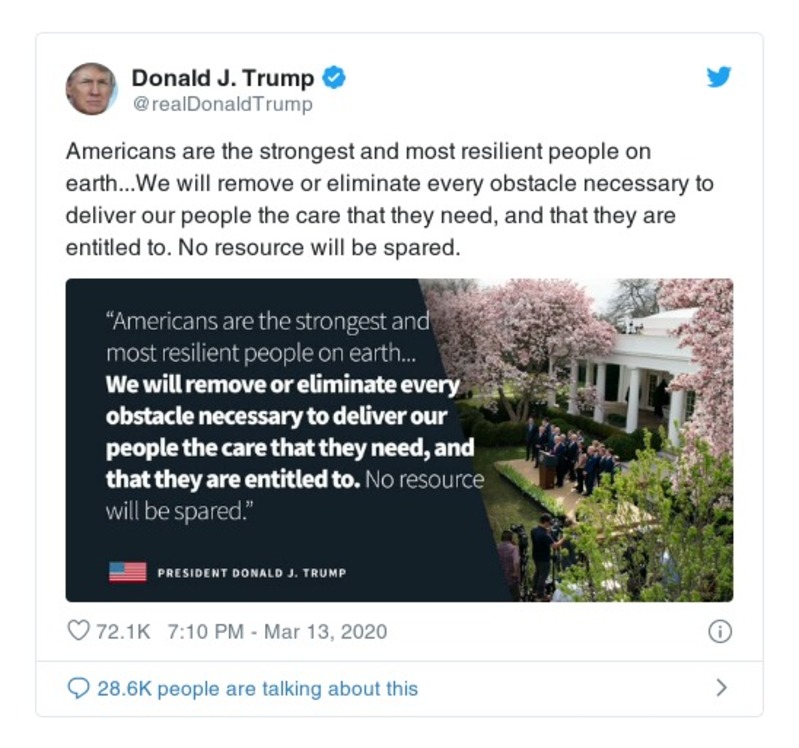 Donald J. Trump
@realDonaldTrump
Americans are the strongest and most resilient people on
earth...We will remove or eliminate every obstacle necessary to
deliver our people the care that they need, and that they are
entitled to. No resource will be spared.
“Americans are the strongest and
most resilient people on earth...
We will remove or eliminate every
obstacle necessary to deliver our
people the care that they need, and
that they are entitled to. No resource
will be spared.”
PRESIDENT DONALD J. TRUMP
72.1K 7:10 PM - Mar 13, 2020
28.6K people are talking about this